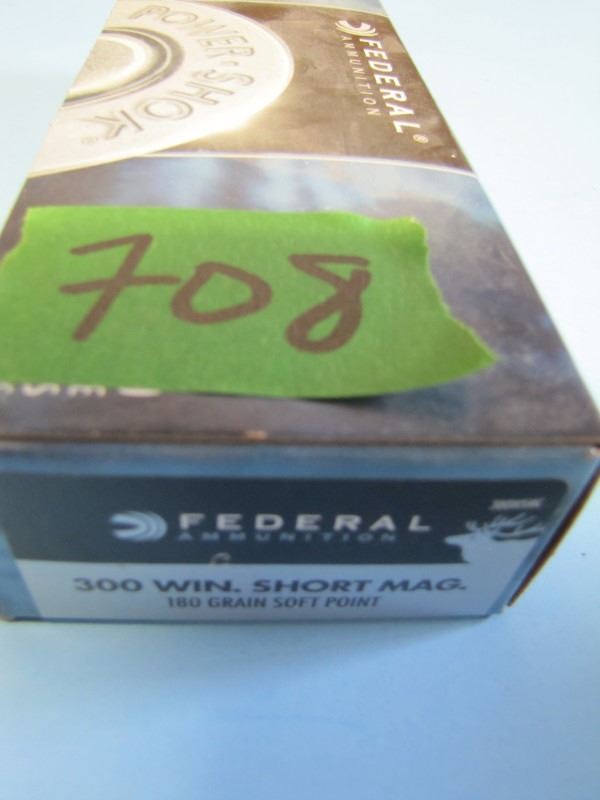 POWER·SHOK®
FEDERAL®
AMMUNITION
708
FEDERAL
AMMUNITION
300 WIN. SHORT MAG.
180 GRAIN SOFT POINT